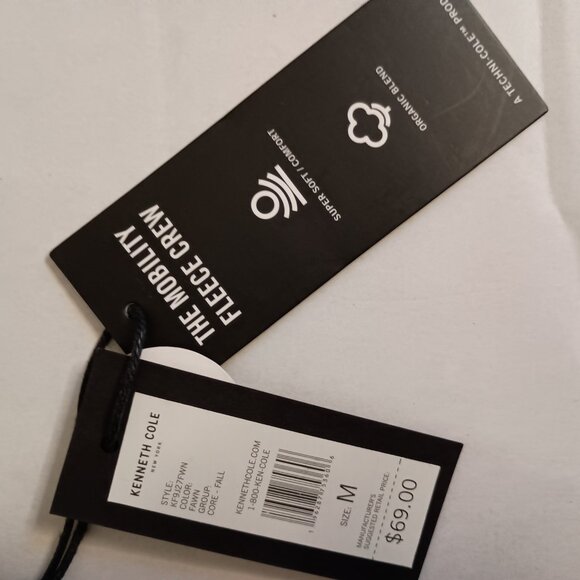 THE MOBILITY
FLEECE CREW
SUPER SOFT / COMFORT
ORGANIC BLEND
A TECHNI-COLE™
KENNETH COLE
NEW YORK
STYLE:
KF9J27FWN
COLOR:
FAWN
GROUP:
CORE - FALL
KENNETHCOLE.COM
1-800-KEN-COLE
SIZE: M
MANUFACTURER'S
SUGGESTED RETAIL PRICE:
$69.00